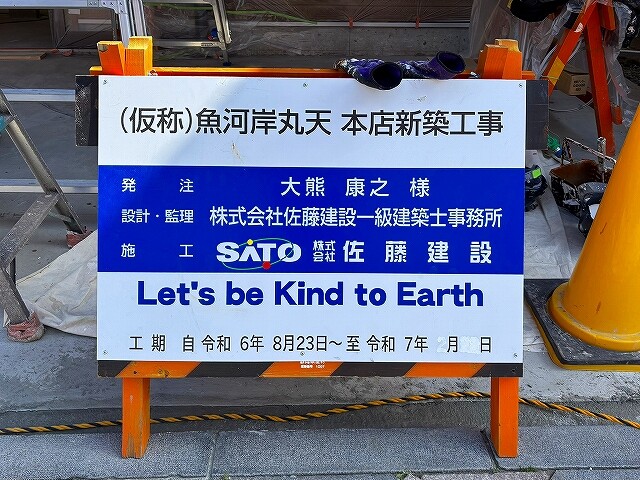 (仮称)魚河岸丸天 本店新築工事
発 注 大熊 康之 様
設計・監理 株式会社佐藤建設一級建築士事務所
施 工 SATO 株式会社 佐藤建設
Let's be Kind to Earth
工 期 自 令和 6年 8月23日~至 令和 7年 月 日